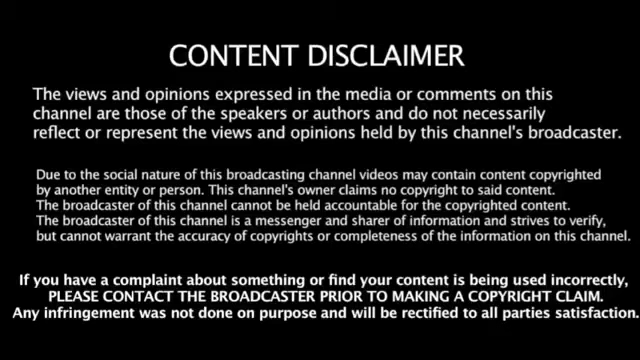 CONTENT DISCLAIMER
The views and opinions expressed in the media or comments on this
channel are those of the speakers or authors and do not necessarily
reflect or represent the views and opinions held by this channel's broadcaster.
Due to the social nature of this broadcasting channel videos may contain content copyrighted
by another entity or person. This channel's owner claims no copyright to said content.
The broadcaster of this channel cannot be held accountable for the copyrighted content.
The broadcaster of this channel is a messenger and sharer of information and strives to verify,
but cannot warrant the accuracy of copyrights or completeness of the information on this channel.
If you have a complaint about something or find your content is being used incorrectly,
PLEASE CONTACT THE BROADCASTER PRIOR TO MAKING A COPYRIGHT CLAIM.
Any infringement was not done on purpose and will be rectified to all parties satisfaction.